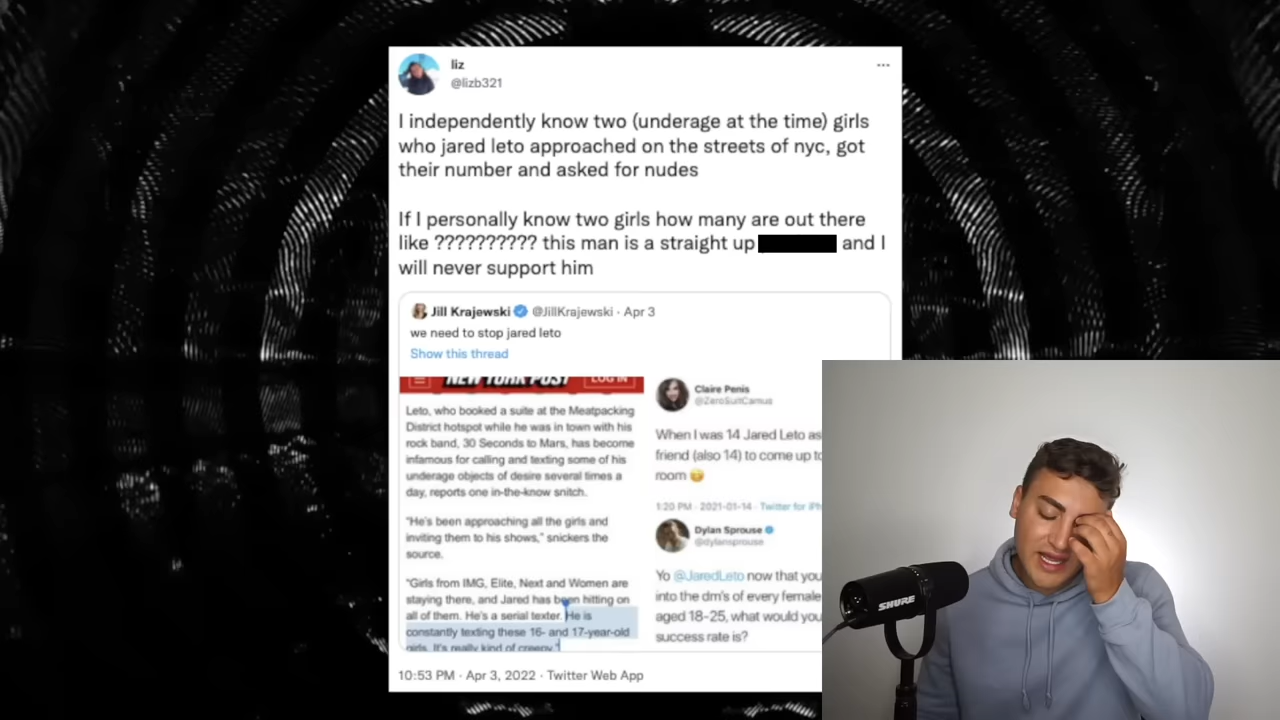 liz
@lizb321
I independently know two (underage at the time) girls
who jared leto approached on the streets of nyc, got
their number and asked for nudes
If I personally know two girls how many are out there
like ?????????? this man is a straight up and I
will never support him
Jill Krajewski @JillKrajewski · Apr 3
we need to stop jared leto
Show this thread
NEW YORK POST
LOG IN
Leto, who booked a suite at the Meatpacking
District hotspot while he was in town with his
rock band, 30 Seconds to Mars, has become
infamous for calling and texting some of his
underage objects of desire several times a
day, reports one in-the-know snitch.
"He's been approaching all the girls and
inviting them to his shows," snickers the
source.
"Girls from IMG, Elite, Next and Women are
staying there, and Jared has been hitting on
all of them. He's a serial texter. He is
constantly texting these 16- and 17-year-old
girls. It's really kind of creepy."
Claire Penis
@ZeroSuitCamus
When I was 14 Jared Leto as
friend (also 14) to come up to
room
1:20 PM · 2021-01-14 · Twitter for iPh
Dylan Sprouse
@dylansprouse
Yo @JaredLeto now that you
into the dm's of every female
aged 18-25, what would you
success rate is?
10:53 PM · Apr 3, 2022 · Twitter Web App
SHURE